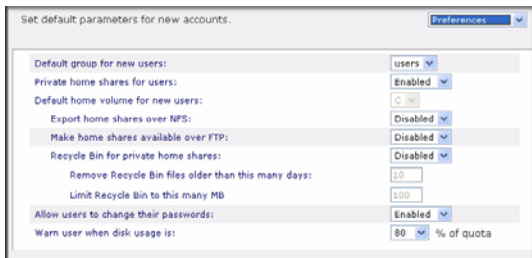 Set default parameters for new accounts. Preferences
Default group for new users: users
Private home shares for users: Enabled
Default home volume for new users: C
Export home shares over NFS: Disabled
Make home shares available over FTP: Disabled
Recycle Bin for private home shares: Disabled
Remove Recycle Bin files older than this many days: 10
Limit Recycle Bin to this many MB 100
Allow users to change their passwords: Enabled
Warn user when disk usage is: 80 % of quota